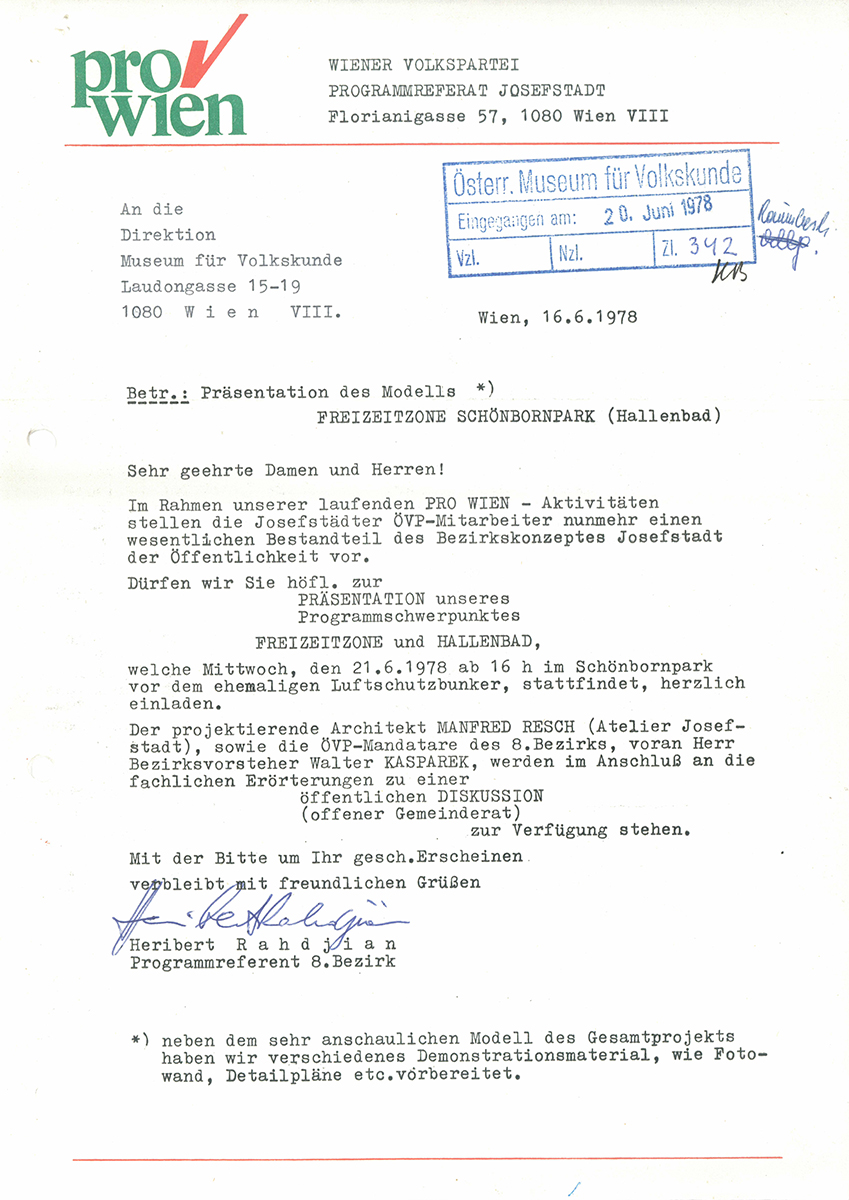 pro
wien
WIENER VOLKSPARTEI
PROGRAMMREFERAT JOSEFSTADT
Florianigasse 57, 1080 Wien VIII
Österr. Museum für Volkskunde
Eingegangen am: 20. Juni 1978
Vzl. Nzl. Zl. 342
An die
Direktion
Museum für Volkskunde
Laudongasse 15-19
1080 W i e n VIII.
Wien, 16.6.1978
Betr.: Präsentation des Modells *)
FREIZEITZONE SCHÖNBORNPARK (Hallenbad)
Sehr geehrte Damen und Herren!
Im Rahmen unserer laufenden PRO WIEN - Aktivitäten
stellen die Josefstädter ÖVP-Mitarbeiter nunmehr einen
wesentlichen Bestandteil des Bezirkskonzeptes Josefstadt
der Öffentlichkeit vor.
Dürfen wir Sie höfl. zur
PRÄSENTATION unseres
Programmschwerpunktes
FREIZEITZONE und HALLENBAD,
welche Mittwoch, den 21.6.1978 ab 16 h im Schönbornpark
vor dem ehemaligen Luftschutzbunker, stattfindet, herzlich
einladen.
Der projektierende Architekt MANFRED RESCH (Atelier Josef-
stadt), sowie die ÖVP-Mandatare des 8.Bezirks, voran Herr
Bezirksvorsteher Walter KASPAREK, werden im Anschluß an die
fachlichen Erörterungen zu einer
öffentlichen DISKUSSION
(offener Gemeinderat)
zur Verfügung stehen.
Mit der Bitte um Ihr gesch.Erscheinen
verbleibt mit freundlichen Grüßen
Heribert R a h d j i a n
Programmreferent 8.Bezirk
*) neben dem sehr anschaulichen Modell des Gesamtprojekts
haben wir verschiedenes Demonstrationsmaterial, wie Foto-
wand, Detailpläne etc.vorbereitet.